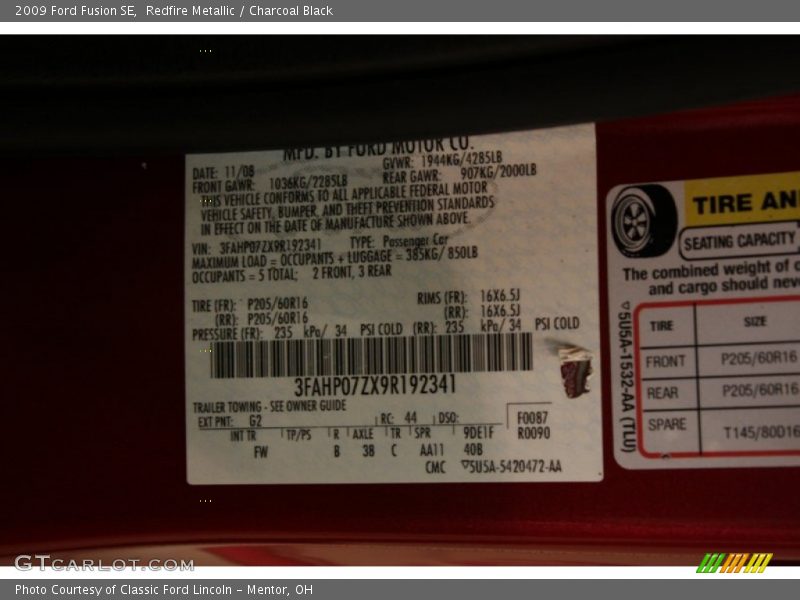 2009 Ford Fusion SE, Redfire Metallic / Charcoal Black
MFD. BY FORD MOTOR CO.
DATE: 11/08 GVWR: 1944KG/4285LB
FRONT GAWR: 1036KG/2285LB REAR GAWR: 907KG/2000LB
THIS VEHICLE CONFORMS TO ALL APPLICABLE FEDERAL MOTOR
VEHICLE SAFETY, BUMPER, AND THEFT PREVENTION STANDARDS
IN EFFECT ON THE DATE OF MANUFACTURE SHOWN ABOVE.
VIN: 3FAHP07ZX9R192341 TYPE: Passenger Car
MAXIMUM LOAD = OCCUPANTS + LUGGAGE = 385KG/ 850LB
OCCUPANTS = 5 TOTAL; 2 FRONT, 3 REAR
TIRE (FR): P205/60R16 RIMS (FR): 16X6.5J
(RR): P205/60R16 (RR): 16X6.5J
PRESSURE (FR): 235 kPa/ 34 PSI COLD (RR): 235 kPa/ 34 PSI COLD
3FAHP07ZX9R192341
TRAILER TOWING - SEE OWNER GUIDE
EXT PNT: G2 RC: 44 DSO: F0087
INT TR TP/PS R AXLE TR SPR 9DE1F R0090
FW B 38 C AA11 40B
CMC ▽5U5A-5420472-AA
TIRE AN
SEATING CAPACITY
The combined weight of
and cargo should neve
▽5U5A-1532-AA (TLU)
TIRE SIZE
FRONT P205/60R16
REAR P205/60R16
SPARE T145/80D16
GTCARLOT.COM
Photo Courtesy of Classic Ford Lincoln - Mentor, OH